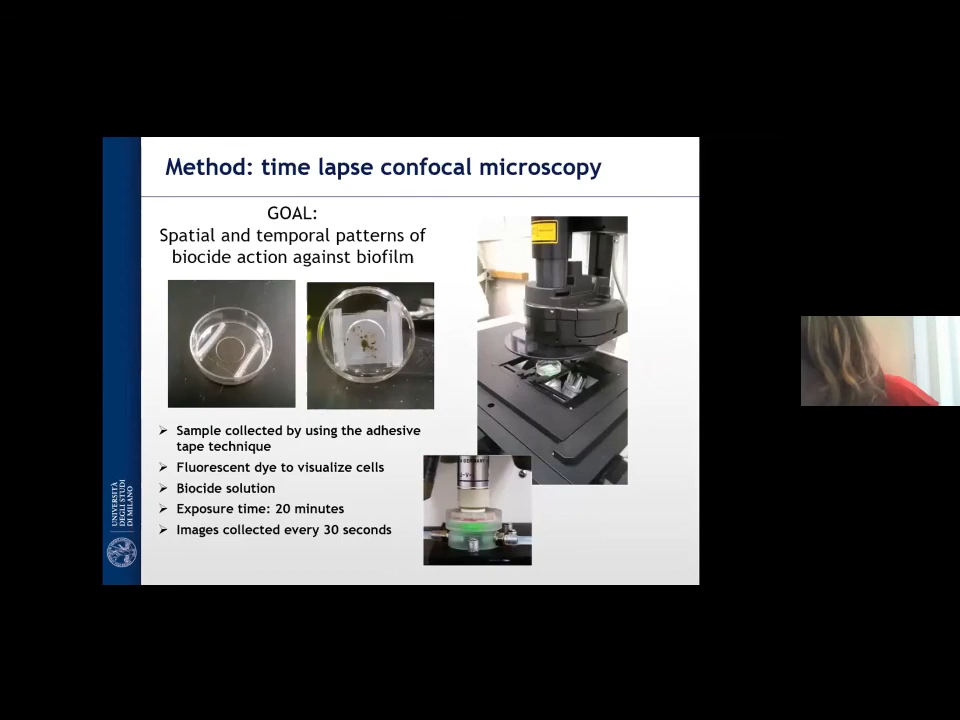 Method: time lapse confocal microscopy
GOAL:
Spatial and temporal patterns of
biocide action against biofilm
➢ Sample collected by using the adhesive
tape technique
➢ Fluorescent dye to visualize cells
➢ Biocide solution
➢ Exposure time: 20 minutes
➢ Images collected every 30 seconds
UNIVERSITÀ
DEGLI STUDI
DI MILANO